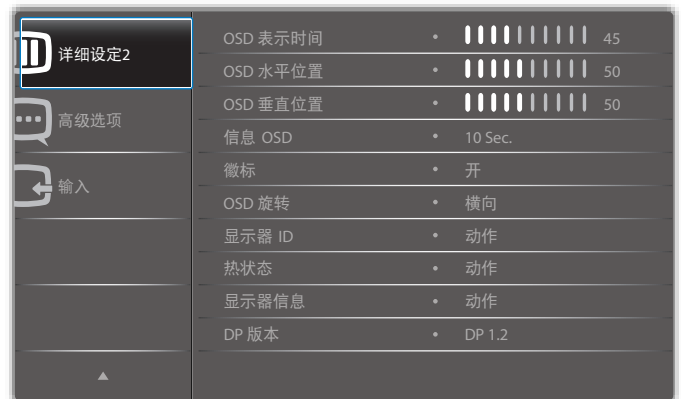 详细设定2
高级选项
输入
OSD 表示时间 • 45
OSD 水平位置 • 50
OSD 垂直位置 • 50
信息 OSD • 10 Sec.
徽标 • 开
OSD 旋转 • 横向
显示器 ID • 动作
热状态 • 动作
显示器信息 • 动作
DP 版本 • DP 1.2